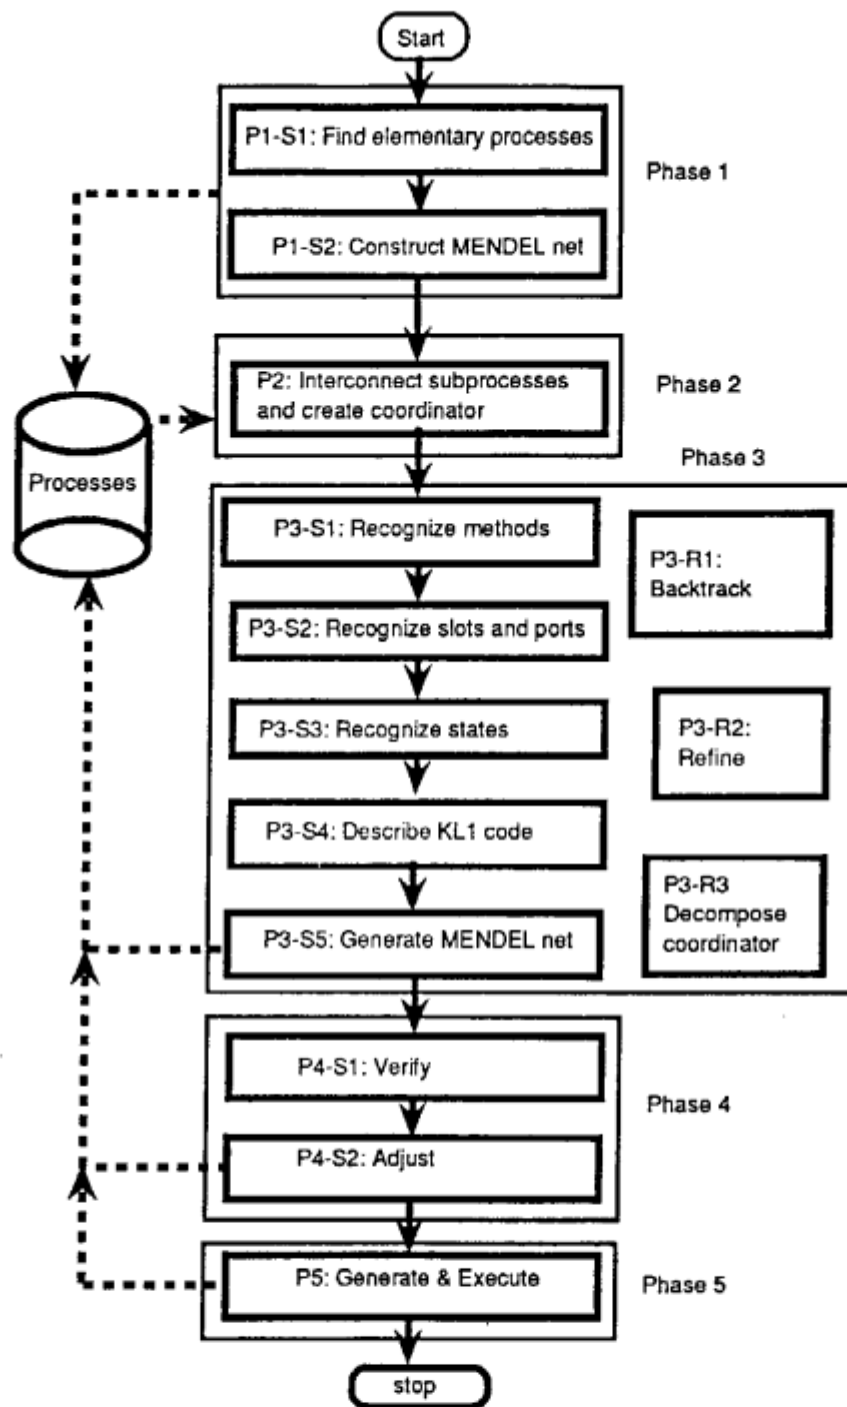 Start
P1-S1: Find elementary processes
Phase 1
P1-S2: Construct MENDEL net
P2: Interconnect subprocesses
and create coordinator
Phase 2
Phase 3
Processes
P3-S1: Recognize methods
P3-R1:
Backtrack
P3-S2: Recognize slots and ports
P3-S3: Recognize states
P3-R2:
Refine
P3-S4: Describe KL1 code
P3-R3
Decompose
coordinator
P3-S5: Generate MENDEL net
P4-S1: Verify
Phase 4
P4-S2: Adjust
P5: Generate & Execute
Phase 5
stop